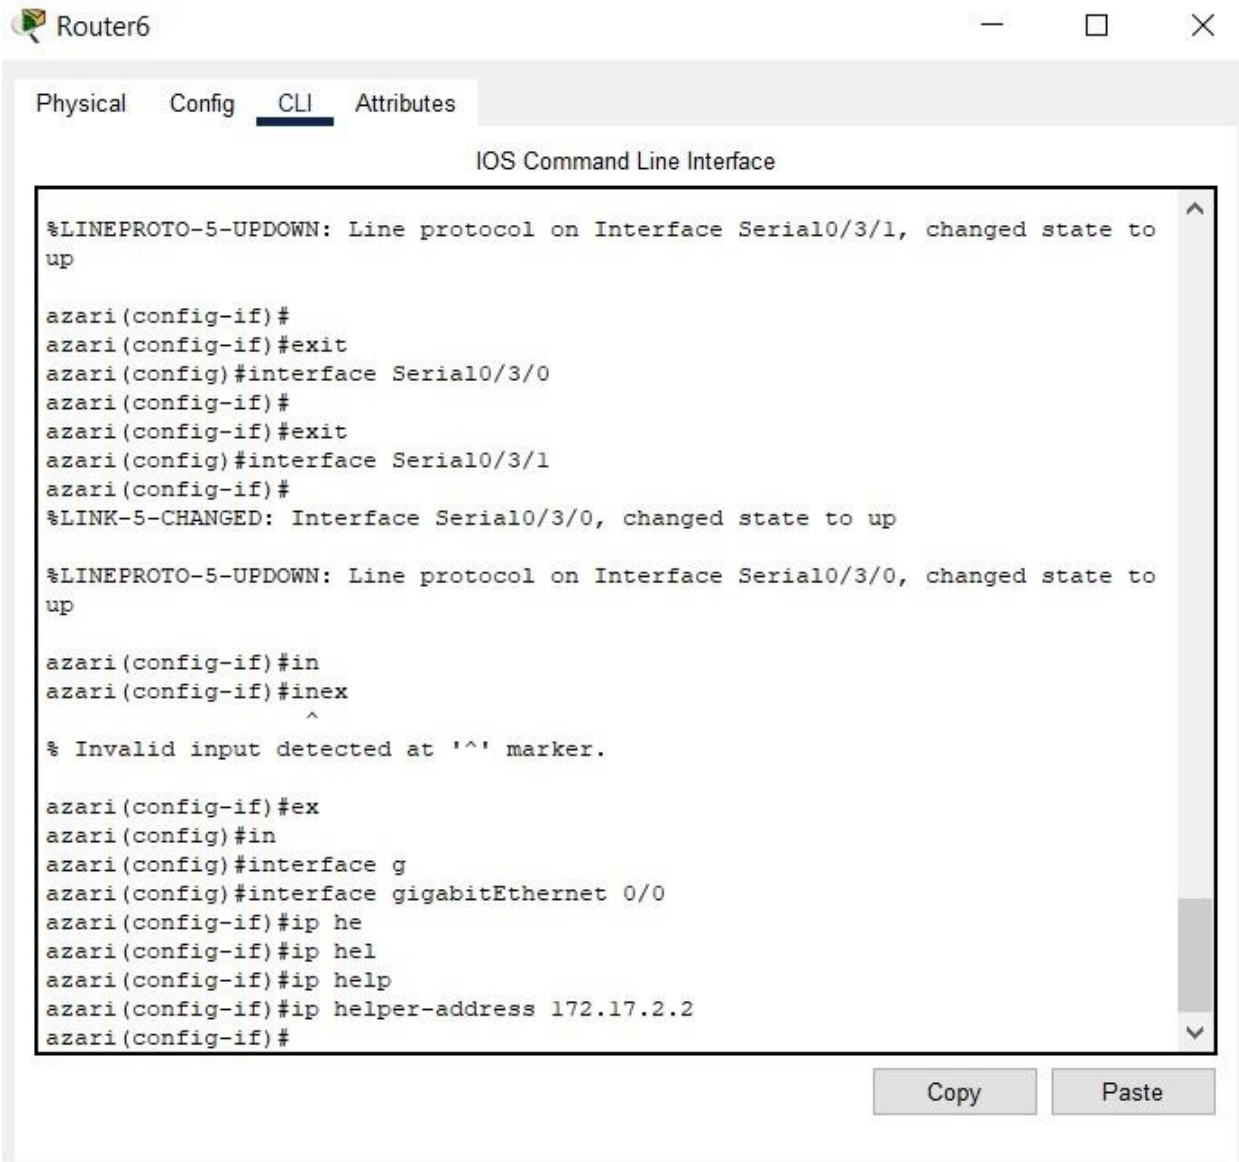 Router6
Physical Config CLI Attributes
IOS Command Line Interface
%LINEPROTO-5-UPDOWN: Line protocol on Interface Serial0/3/1, changed state to
up
azari(config-if)#
azari(config-if)#exit
azari(config)#interface Serial0/3/0
azari(config-if)#
azari(config-if)#exit
azari(config)#interface Serial0/3/1
azari(config-if)#
%LINK-5-CHANGED: Interface Serial0/3/0, changed state to up
%LINEPROTO-5-UPDOWN: Line protocol on Interface Serial0/3/0, changed state to
up
azari(config-if)#in
azari(config-if)#inex
^
% Invalid input detected at '^' marker.
azari(config-if)#ex
azari(config)#in
azari(config)#interface g
azari(config)#interface gigabitEthernet 0/0
azari(config-if)#ip he
azari(config-if)#ip hel
azari(config-if)#ip help
azari(config-if)#ip helper-address 172.17.2.2
azari(config-if)#
Copy Paste